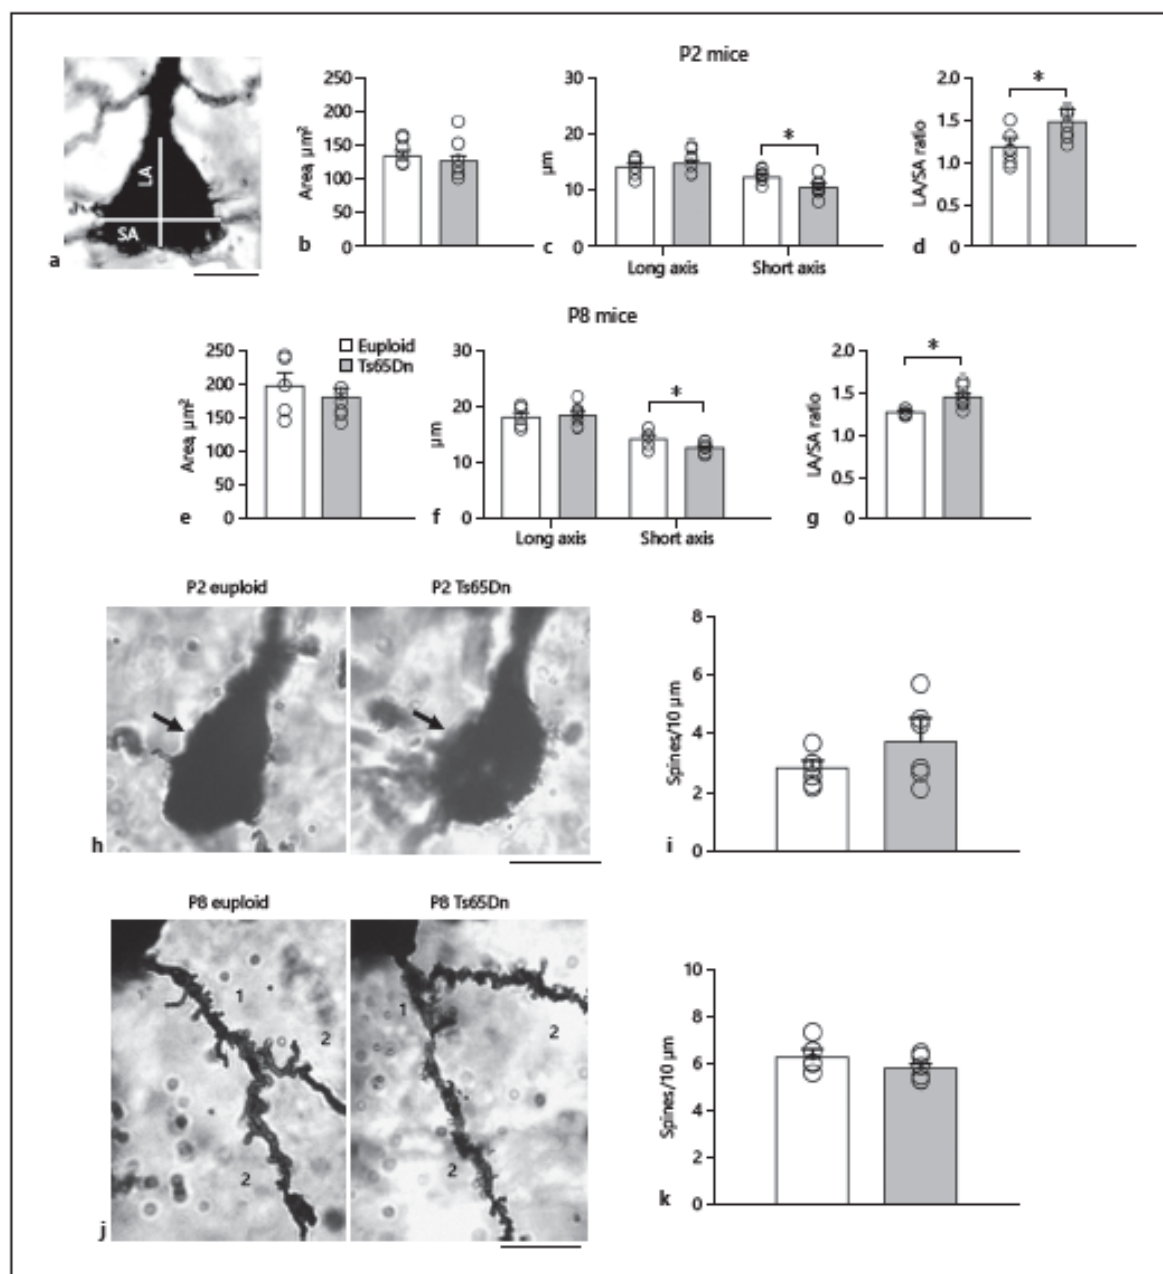 P2 mice
LA
SA
a
Area, µm²
250
200
150
100
50
0
b
µm
30
20
10
0
Long axis
Short axis
*
c
LA/SA ratio
2.0
1.5
1.0
0.5
0
*
d
P8 mice
Euploid
Ts65Dn
Area, µm²
250
200
150
100
50
0
e
µm
30
20
10
0
Long axis
Short axis
*
f
LA/SA ratio
2.0
1.5
1.0
0.5
0
*
g
P2 euploid
P2 Ts65Dn
h
Spines/10 µm
8
6
4
2
0
i
P8 euploid
P8 Ts65Dn
1
2
2
1
2
2
j
Spines/10 µm
10
8
6
4
2
0
k